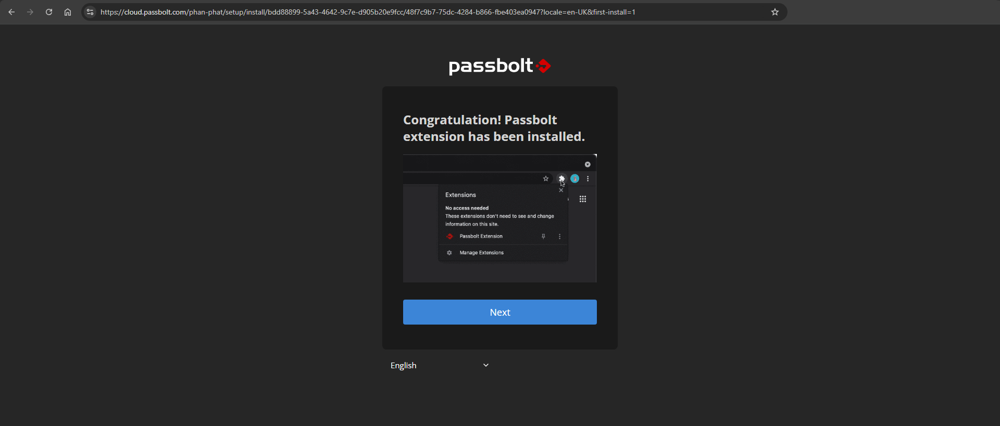 https://cloud.passbolt.com/phan-phat/setup/install/bdd88899-5a43-4642-9c7e-d905b20e9fcc/48f7c9b7-75dc-4284-b866-fbe403ea0947?locale=en-UK&first-install=1
passbolt
Congratulation! Passbolt
extension has been installed.
Extensions
No access needed
These extensions don't need to see and change
information on this site.
Passbolt Extension
Manage Extensions
Next
English